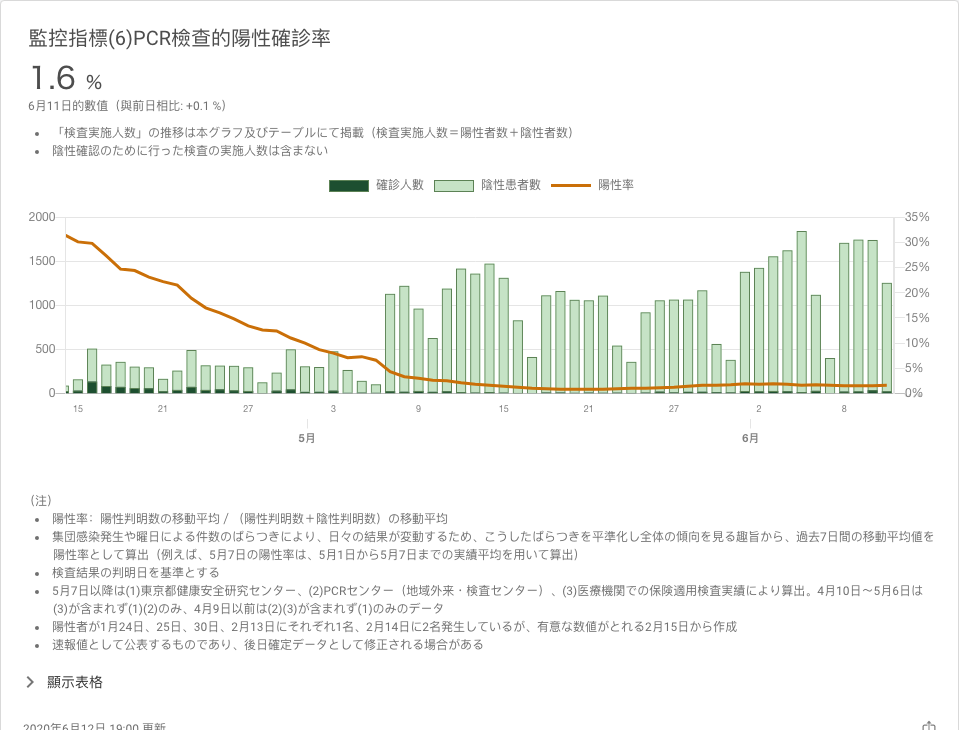 監控指標(6)PCR檢查的陽性確診率
1.6 %
6月11日的數值（與前日相比: +0.1 %）
「検査実施人数」の推移は本グラフ及びテーブルにて掲載（検査実施人数＝陽性者数＋陰性者数）
陰性確認のために行った検査の実施人数は含まない
確診人數 陰性患者數 陽性率
2000 35%
30%
1500
25%
20%
1000
15%
10%
500
5%
0 0%
15 21 27 3 9 15 21 27 2 8
5月 6月
（注）
陽性率：陽性判明数の移動平均 / （陽性判明数＋陰性判明数）の移動平均
集団感染発生や曜日による件数のばらつきにより、日々の結果が変動するため、こうしたばらつきを平準化し全体の傾向を見る趣旨から、過去7日間の移動平均値を
陽性率として算出（例えば、5月7日の陽性率は、5月1日から5月7日までの実績平均を用いて算出）
検査結果の判明日を基準とする
5月7日以降は(1)東京都健康安全研究センター、(2)PCRセンター（地域外来・検査センター）、(3)医療機関での保険適用検査実績により算出。4月10日～5月6日は
(3)が含まれず(1)(2)のみ、4月9日以前は(2)(3)が含まれず(1)のみのデータ
陽性者が1月24日、25日、30日、2月13日にそれぞれ1名、2月14日に2名発生しているが、有意な数値がとれる2月15日から作成
速報値として公表するものであり、後日確定データとして修正される場合がある
顯示表格
2020年6月12日 19:00 更新